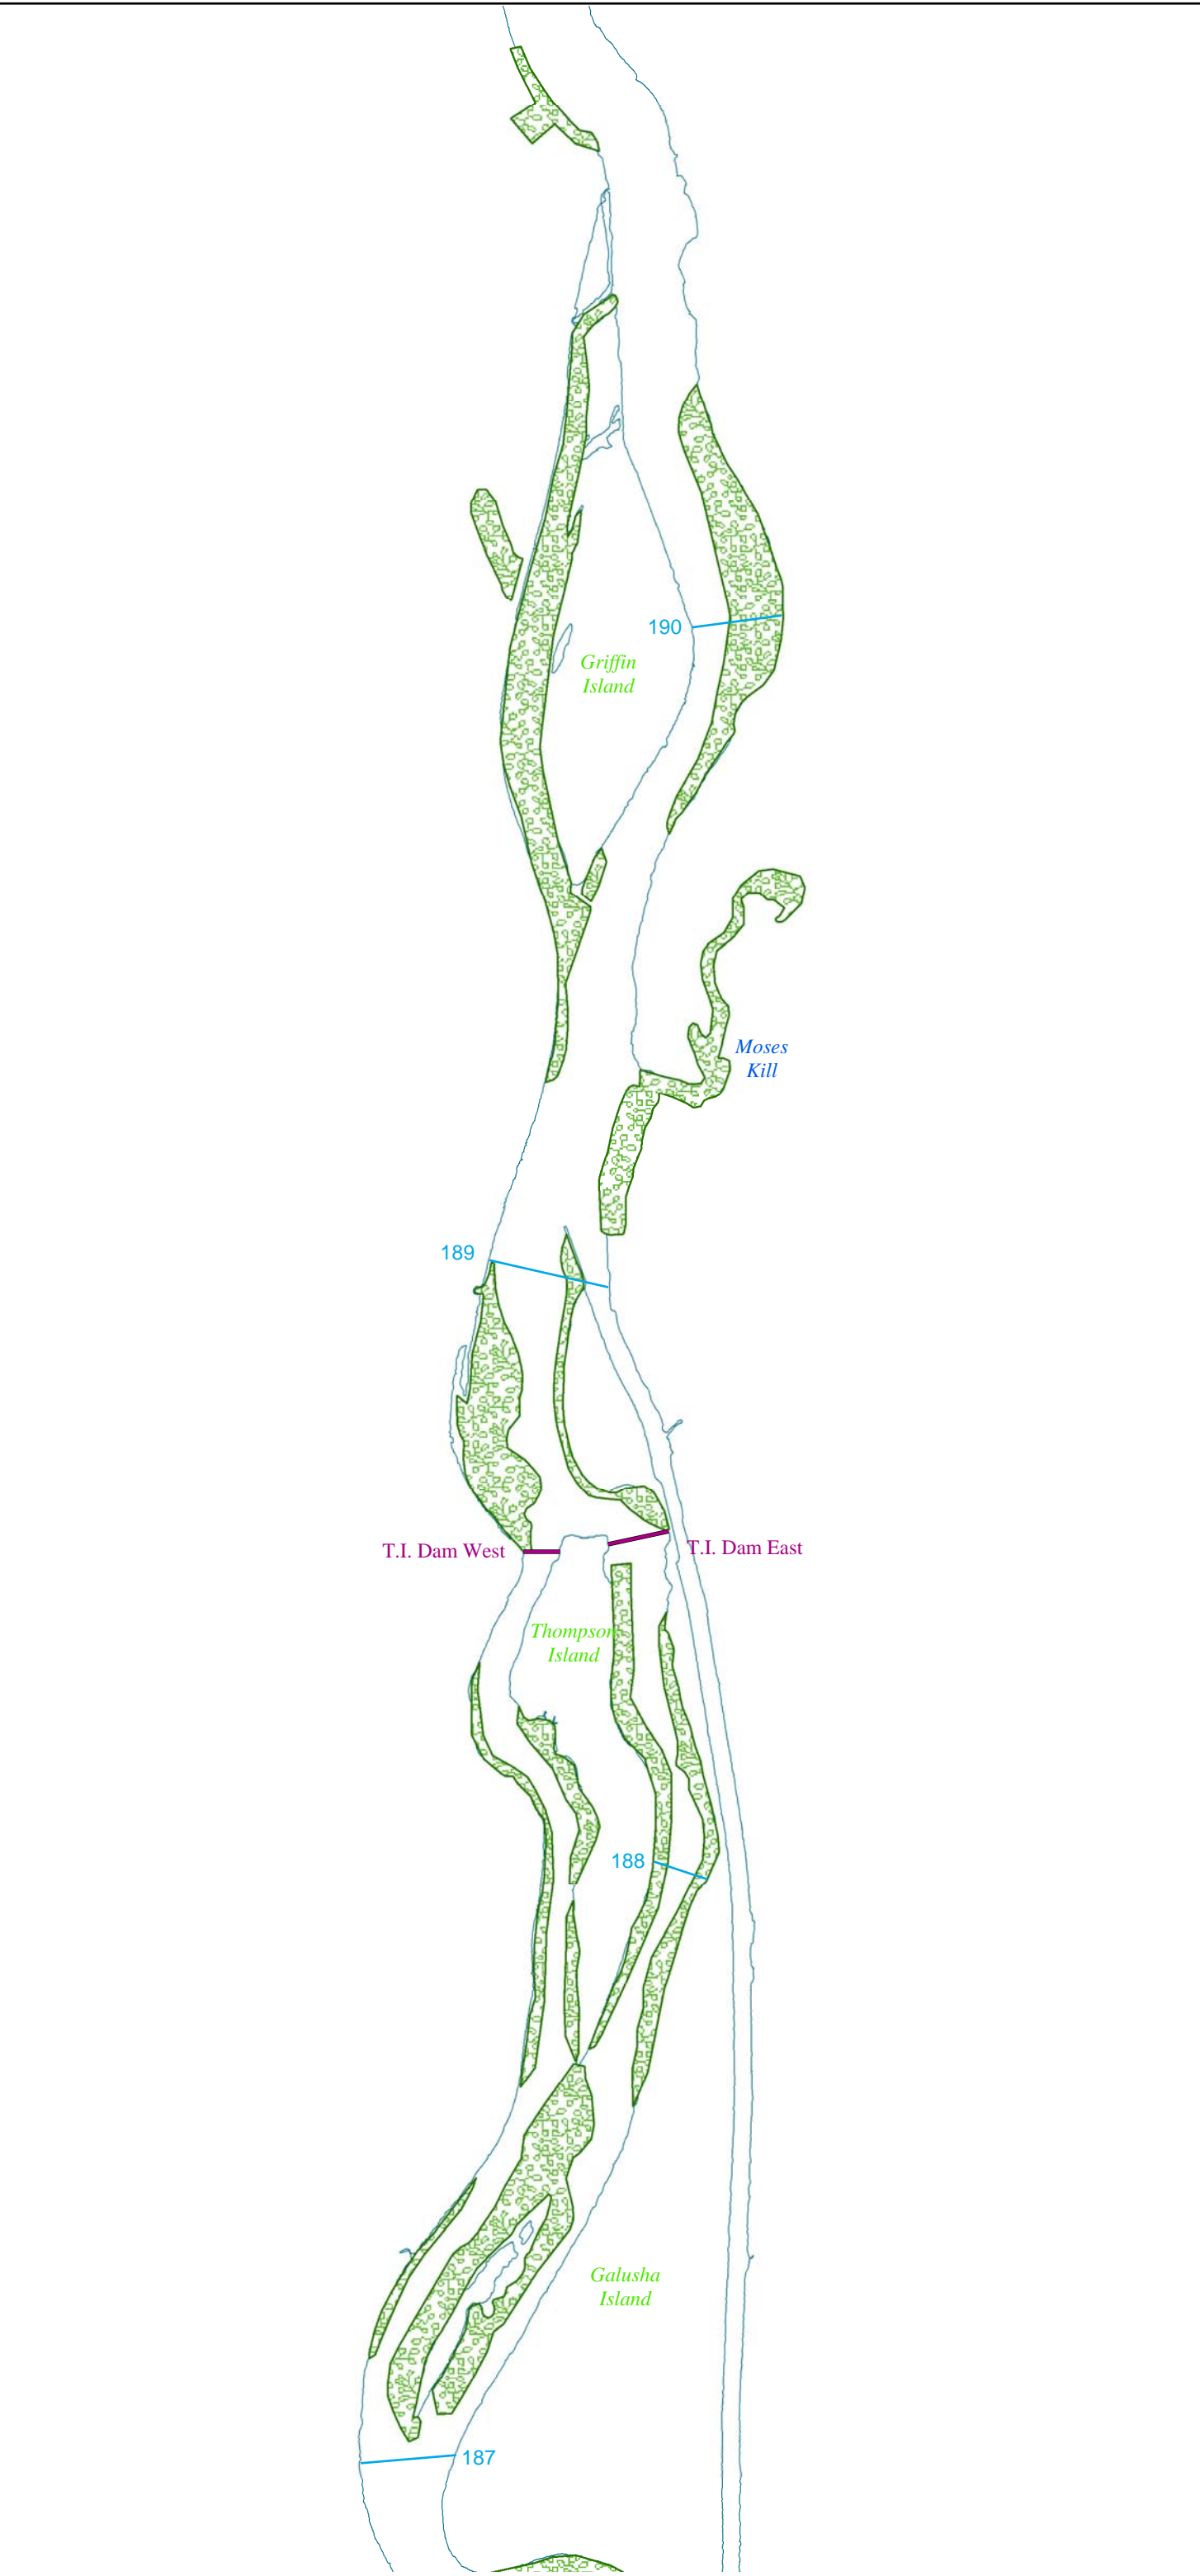 190
Griffin
Island
Moses
Kill
189
T.I. Dam West
T.I. Dam East
Thompson
Island
188
Galusha
Island
187